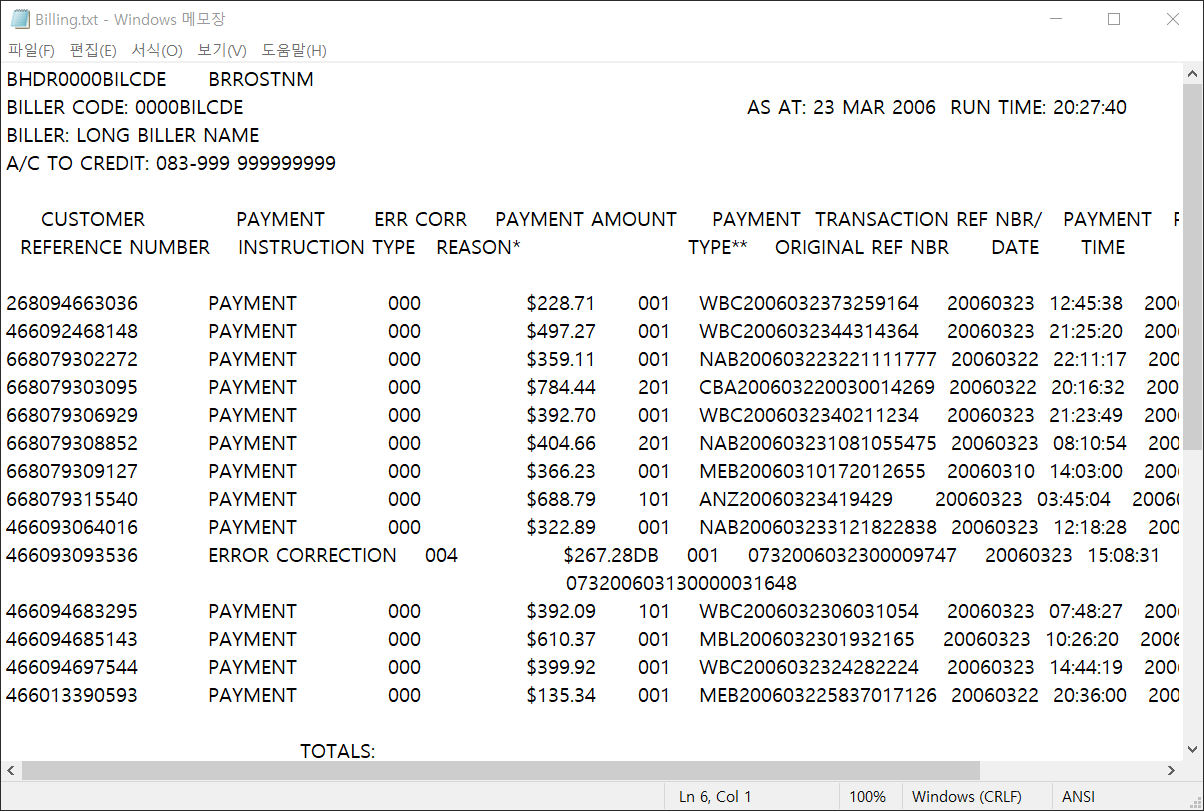 Billing.txt - Windows 메모장
파일(F) 편집(E) 서식(O) 보기(V) 도움말(H)
BHDR0000BILCDE BRROSTNM
BILLER CODE: 0000BILCDE AS AT: 23 MAR 2006 RUN TIME: 20:27:40
BILLER: LONG BILLER NAME
A/C TO CREDIT: 083-999 999999999
CUSTOMER PAYMENT ERR CORR PAYMENT AMOUNT PAYMENT TRANSACTION REF NBR/ PAYMENT
REFERENCE NUMBER INSTRUCTION TYPE REASON* TYPE** ORIGINAL REF NBR DATE TIME
268094663036 PAYMENT 000 $228.71 001 WBC2006032373259164 20060323 12:45:38 200
466092468148 PAYMENT 000 $497.27 001 WBC2006032344314364 20060323 21:25:20 200
668079302272 PAYMENT 000 $359.11 001 NAB200603223221111777 20060322 22:11:17 200
668079303095 PAYMENT 000 $784.44 201 CBA200603220030014269 20060322 20:16:32 200
668079306929 PAYMENT 000 $392.70 001 WBC2006032340211234 20060323 21:23:49 200
668079308852 PAYMENT 000 $404.66 201 NAB200603231081055475 20060323 08:10:54 200
668079309127 PAYMENT 000 $366.23 001 MEB20060310172012655 20060310 14:03:00 200
668079315540 PAYMENT 000 $688.79 101 ANZ20060323419429 20060323 03:45:04 2006
466093064016 PAYMENT 000 $322.89 001 NAB200603233121822838 20060323 12:18:28 200
466093093536 ERROR CORRECTION 004 $267.28DB 001 0732006032300009747 20060323 15:08:31
073200603130000031648
466094683295 PAYMENT 000 $392.09 101 WBC2006032306031054 20060323 07:48:27 200
466094685143 PAYMENT 000 $610.37 001 MBL2006032301932165 20060323 10:26:20 2006
466094697544 PAYMENT 000 $399.92 001 WBC2006032324282224 20060323 14:44:19 200
466013390593 PAYMENT 000 $135.34 001 MEB200603225837017126 20060322 20:36:00 200
TOTALS:
Ln 6, Col 1 100% Windows (CRLF) ANSI